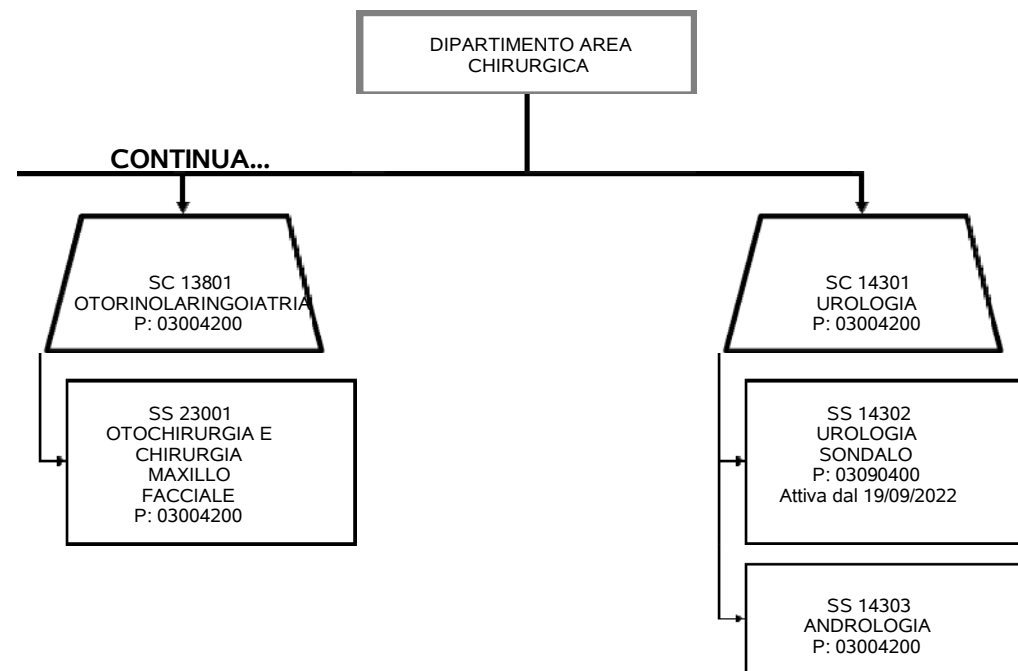 DIPARTIMENTO AREA
CHIRURGICA
CONTINUA...
SC 13801
OTORINOLARINGOIATRIA
P: 03004200
SC 14301
UROLOGIA
P: 03004200
SS 23001
OTOCHIRURGIA E
CHIRURGIA
MAXILLO
FACCIALE
P: 03004200
SS 14302
UROLOGIA
SONDALO
P: 03090400
Attiva dal 19/09/2022
SS 14303
ANDROLOGIA
P: 03004200